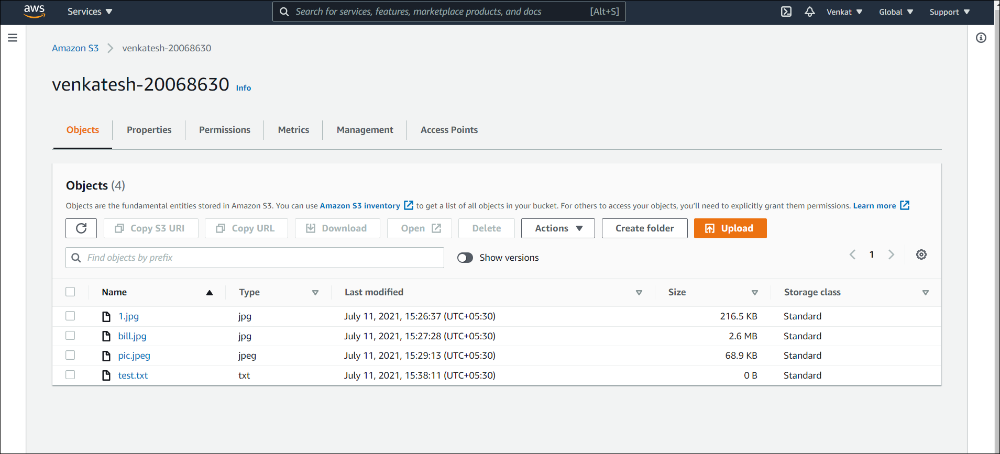 aws Services Search for services, features, marketplace products, and docs [Alt+S] Venkat Global Support
Amazon S3 venkatesh-20068630
venkatesh-20068630 Info
Objects Properties Permissions Metrics Management Access Points
Objects (4)
Objects are the fundamental entities stored in Amazon S3. You can use Amazon S3 inventory to get a list of all objects in your bucket. For others to access your objects, you’ll need to explicitly grant them permissions. Learn more
Copy S3 URI Copy URL Download Open Delete Actions Create folder Upload
Find objects by prefix Show versions 1
Name Type Last modified Size Storage class
1.jpg jpg July 11, 2021, 15:26:37 (UTC+05:30) 216.5 KB Standard
bill.jpg jpg July 11, 2021, 15:27:28 (UTC+05:30) 2.6 MB Standard
pic.jpeg jpeg July 11, 2021, 15:29:13 (UTC+05:30) 68.9 KB Standard
test.txt txt July 11, 2021, 15:38:11 (UTC+05:30) 0 B Standard